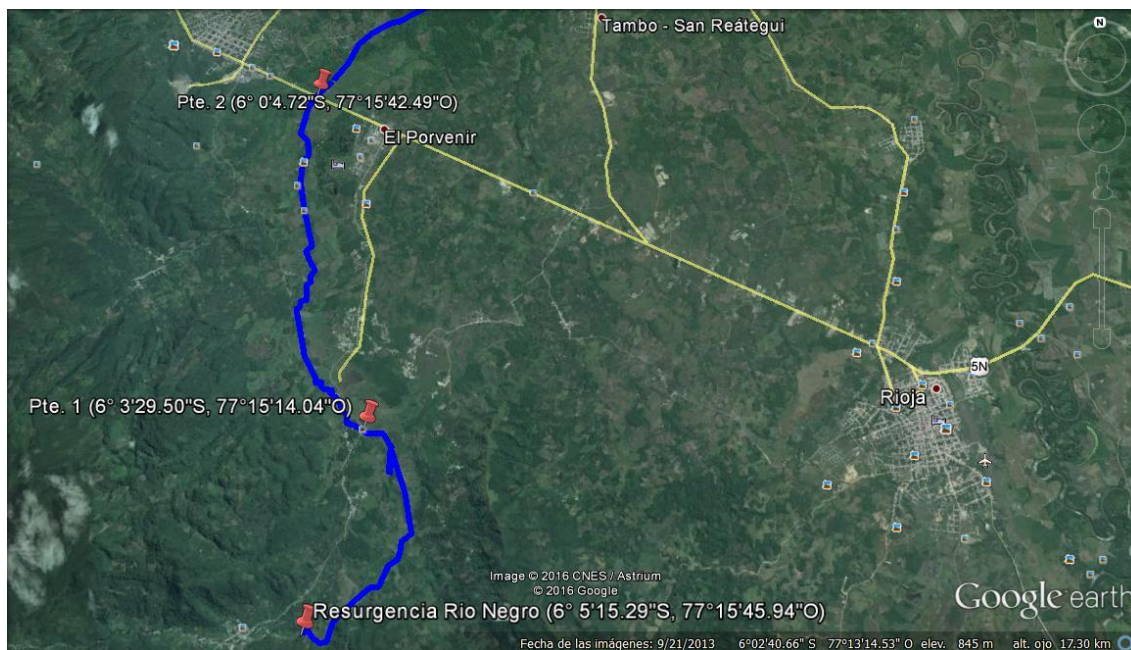 N
Tambo - San Reátegui
Pte. 2 (6° 0'4.72"S, 77°15'42.49"O)
El Porvenir
5N
Rioja
Pte. 1 (6° 3'29.50"S, 77°15'14.04"O)
Image © 2016 CNES / Astrium
© 2016 Google
Resurgencia Rio Negro (6° 5'15.29"S, 77°15'45.94"O)
Google earth
Fecha de las imágenes: 9/21/2013 6°02'40.66" S 77°13'14.53" O elev. 845 m alt. ojo 17.30 km